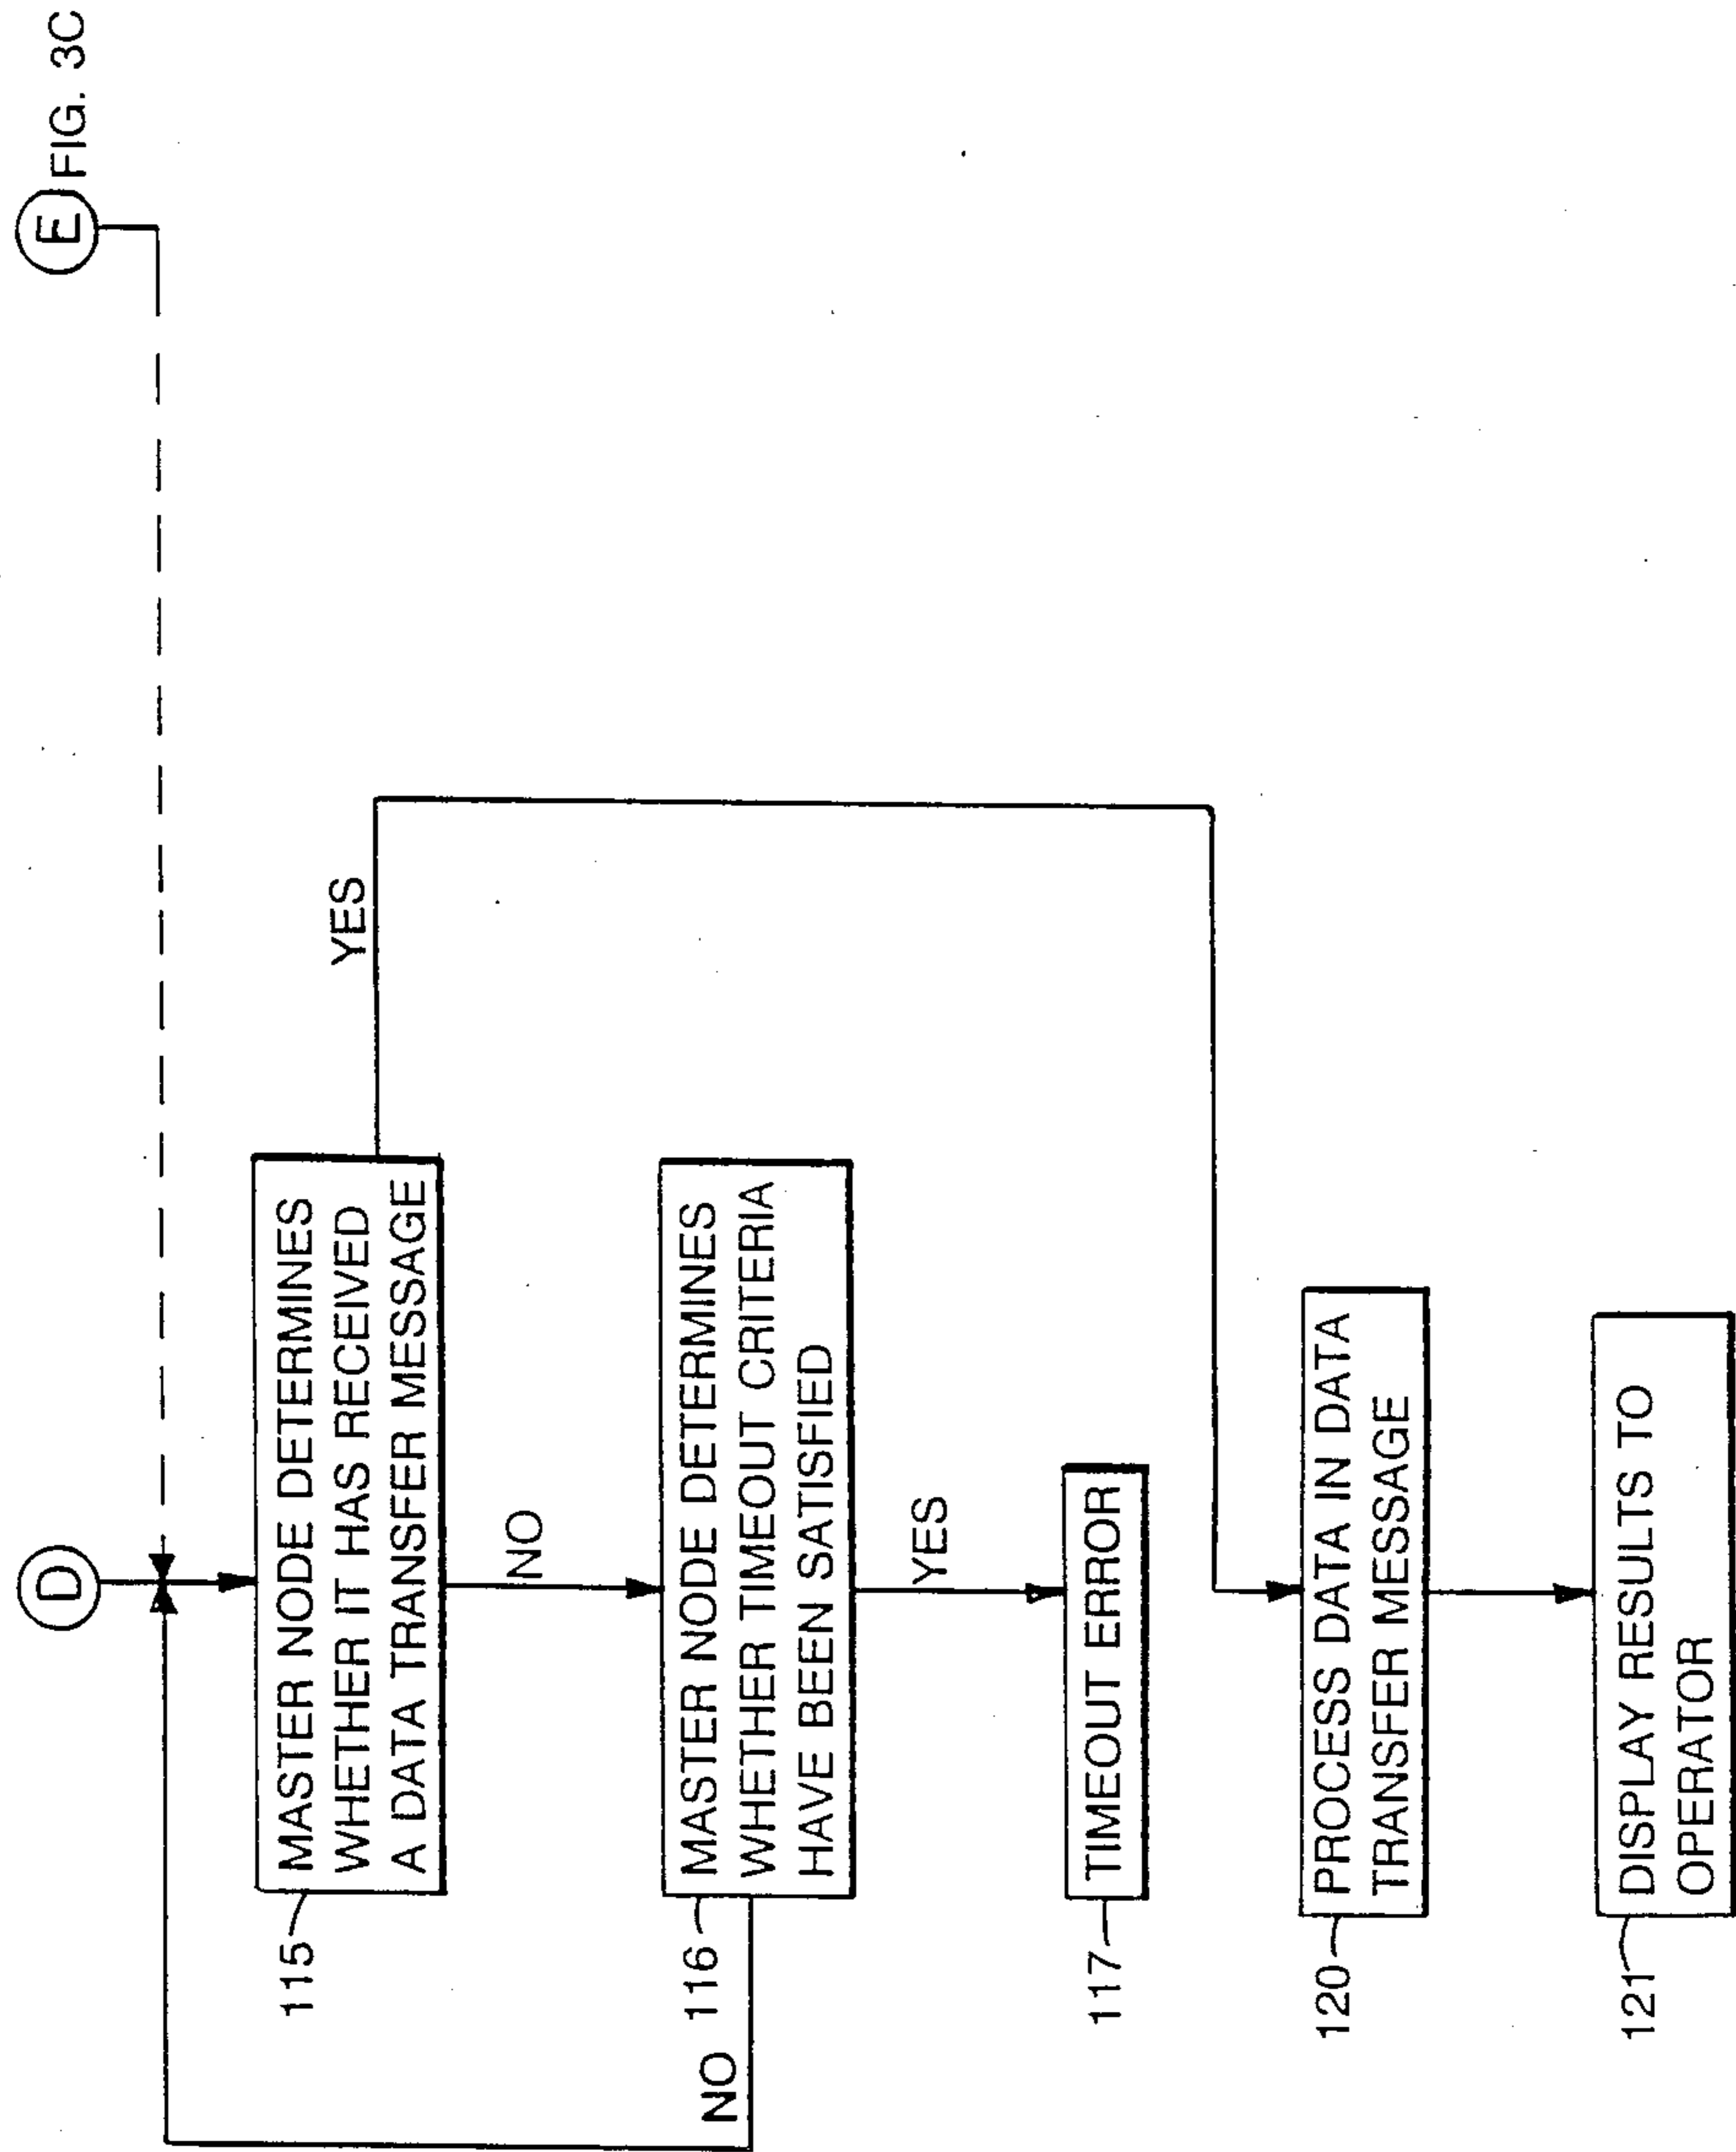 D
E FIG. 3C
115
MASTER NODE DETERMINES
WHETHER IT HAS RECEIVED
A DATA TRANSFER MESSAGE
YES
NO
NO
116
MASTER NODE DETERMINES
WHETHER TIMEOUT CRITERIA
HAVE BEEN SATISFIED
YES
117
TIMEOUT ERROR
120
PROCESS DATA IN DATA
TRANSFER MESSAGE
121
DISPLAY RESULTS TO
OPERATOR